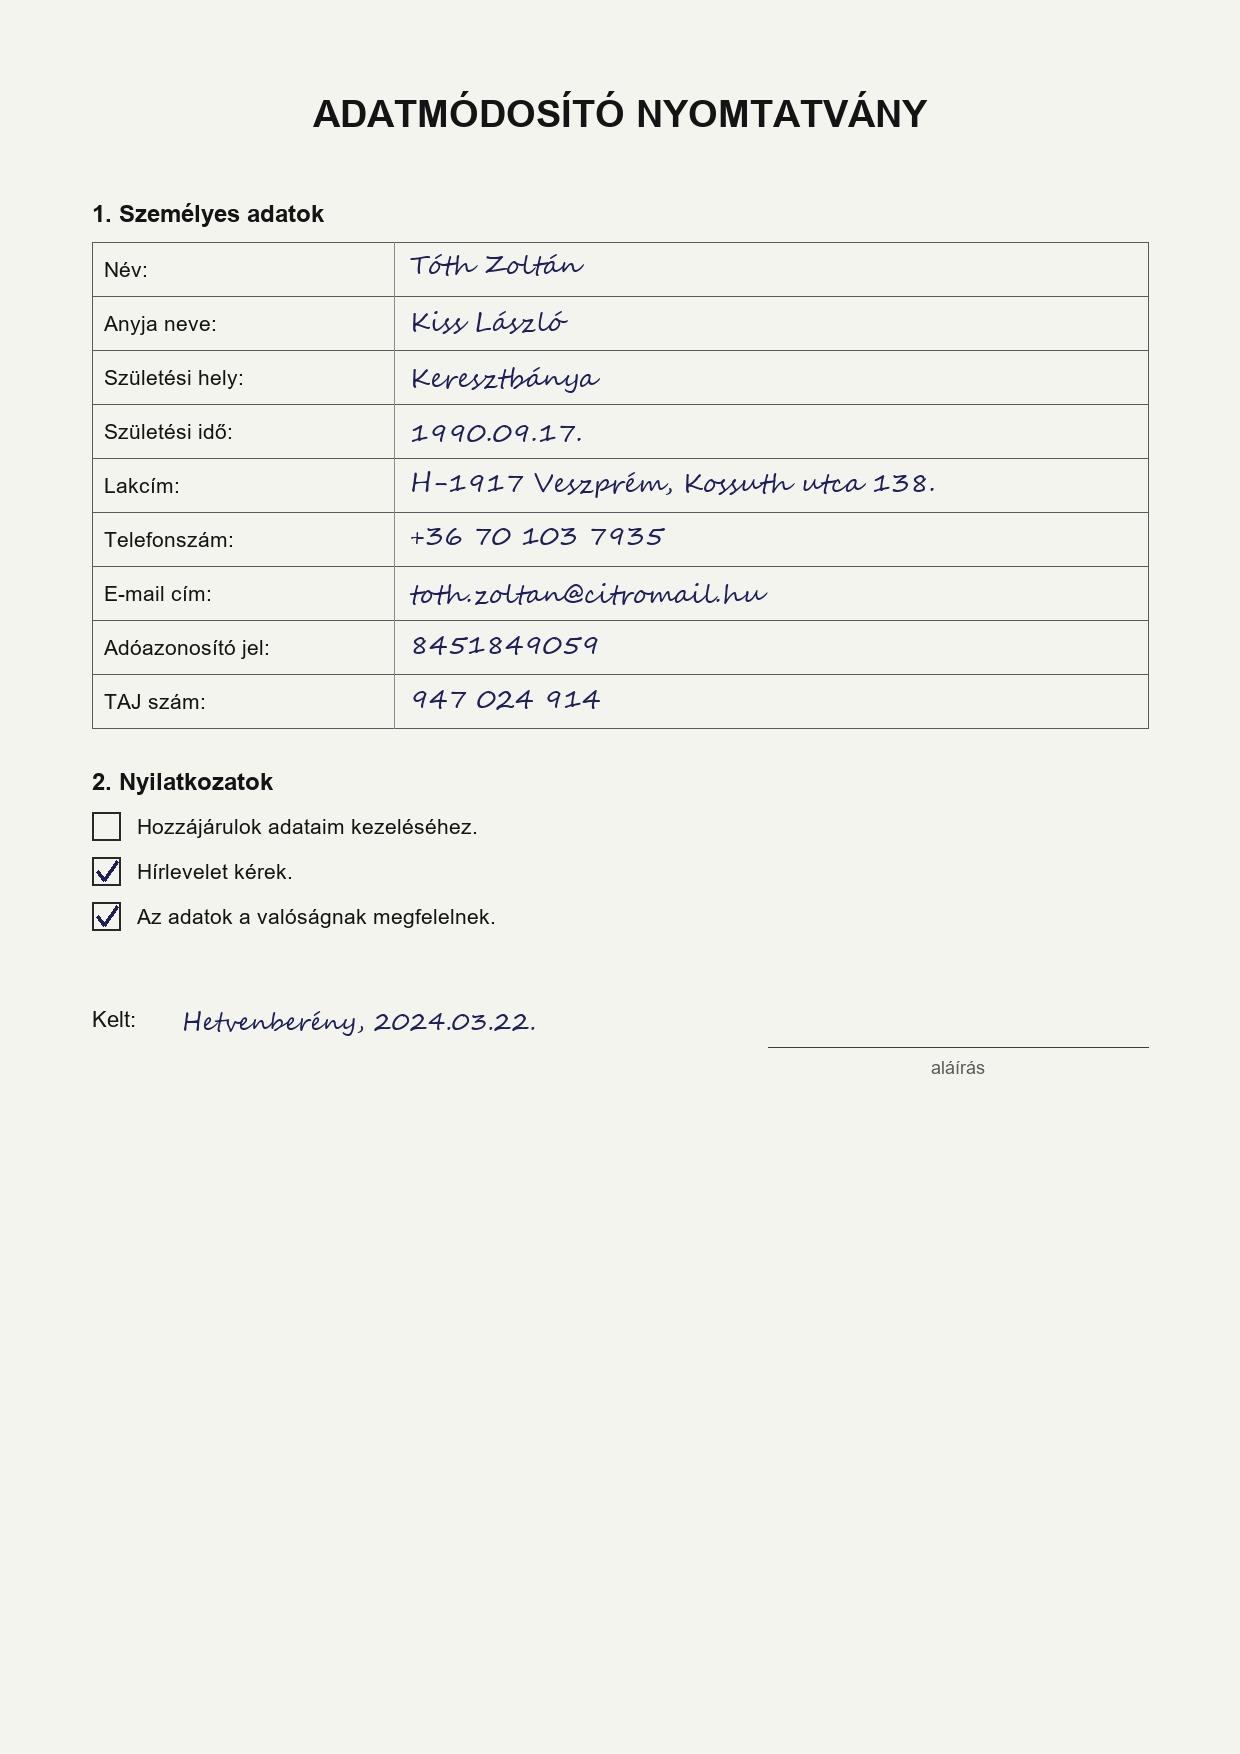 ADATMÓDOSÍTÓ NYOMTATVÁNY
1. Személyes adatok
Név: Tóth Zoltán
Anyja neve: Kiss László
Születési hely: Keresztbánya
Születési idő: 1990.09.17.
Lakcím: H-1917 Veszprém, Kossuth utca 138.
Telefonszám: +36 70 103 7935
E-mail cím: toth.zoltan@citromail.hu
Adóazonosító jel: 8451849059
TAJ szám: 947 024 914
2. Nyilatkozatok
Hozzájárulok adataim kezeléséhez.
Hírlevelet kérek.
Az adatok a valóságnak megfelelnek.
Kelt: Hetvenberény, 2024.03.22.
aláírás